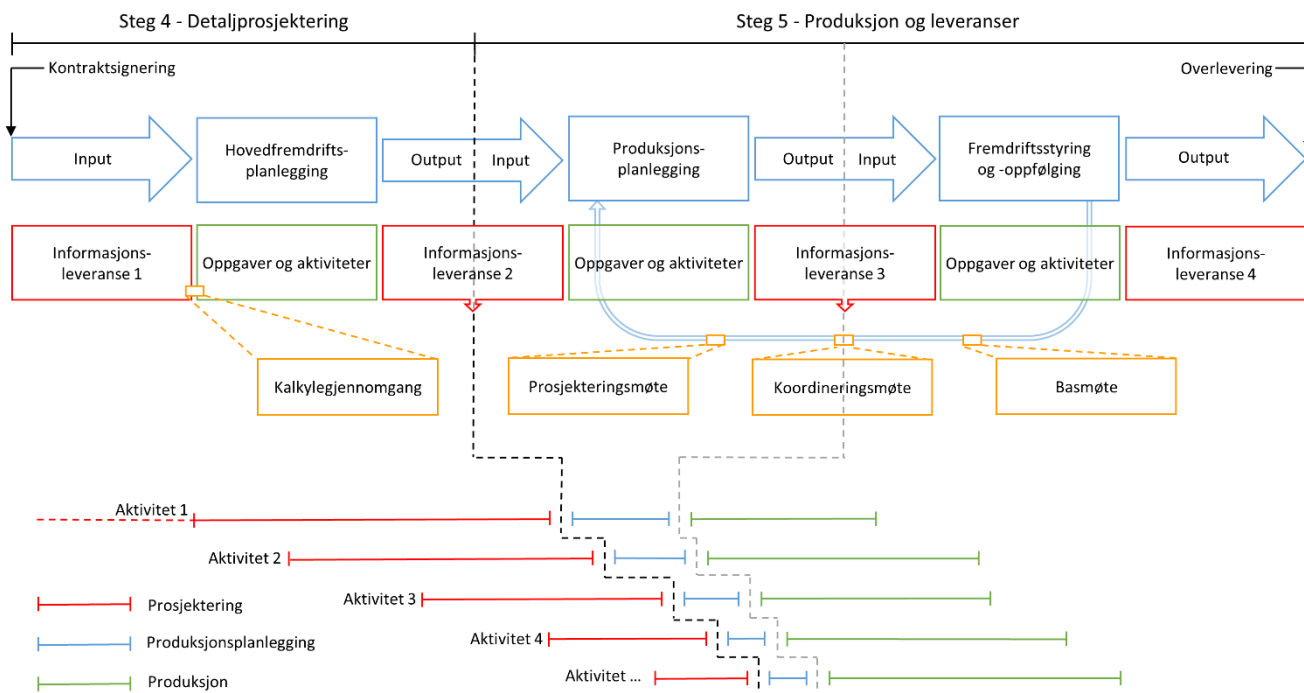 Steg 4 - Detaljprosjektering
Steg 5 - Produksjon og leveranser
Kontraktsignering
Overlevering
Input
Hovedfremdrifts-
planlegging
Output
Input
Produksjons-
planlegging
Output
Input
Fremdriftsstyring
og -oppfølging
Output
Informasjons-
leveranse 1
Oppgaver og aktiviteter
Informasjons-
leveranse 2
Oppgaver og aktiviteter
Informasjons-
leveranse 3
Oppgaver og aktiviteter
Informasjons-
leveranse 4
Kalkylegjennomgang
Prosjekteringsmøte
Koordineringsmøte
Basmøte
Aktivitet 1
Aktivitet 2
Aktivitet 3
Aktivitet 4
Aktivitet ...
Prosjektering
Produksjonsplanlegging
Produksjon